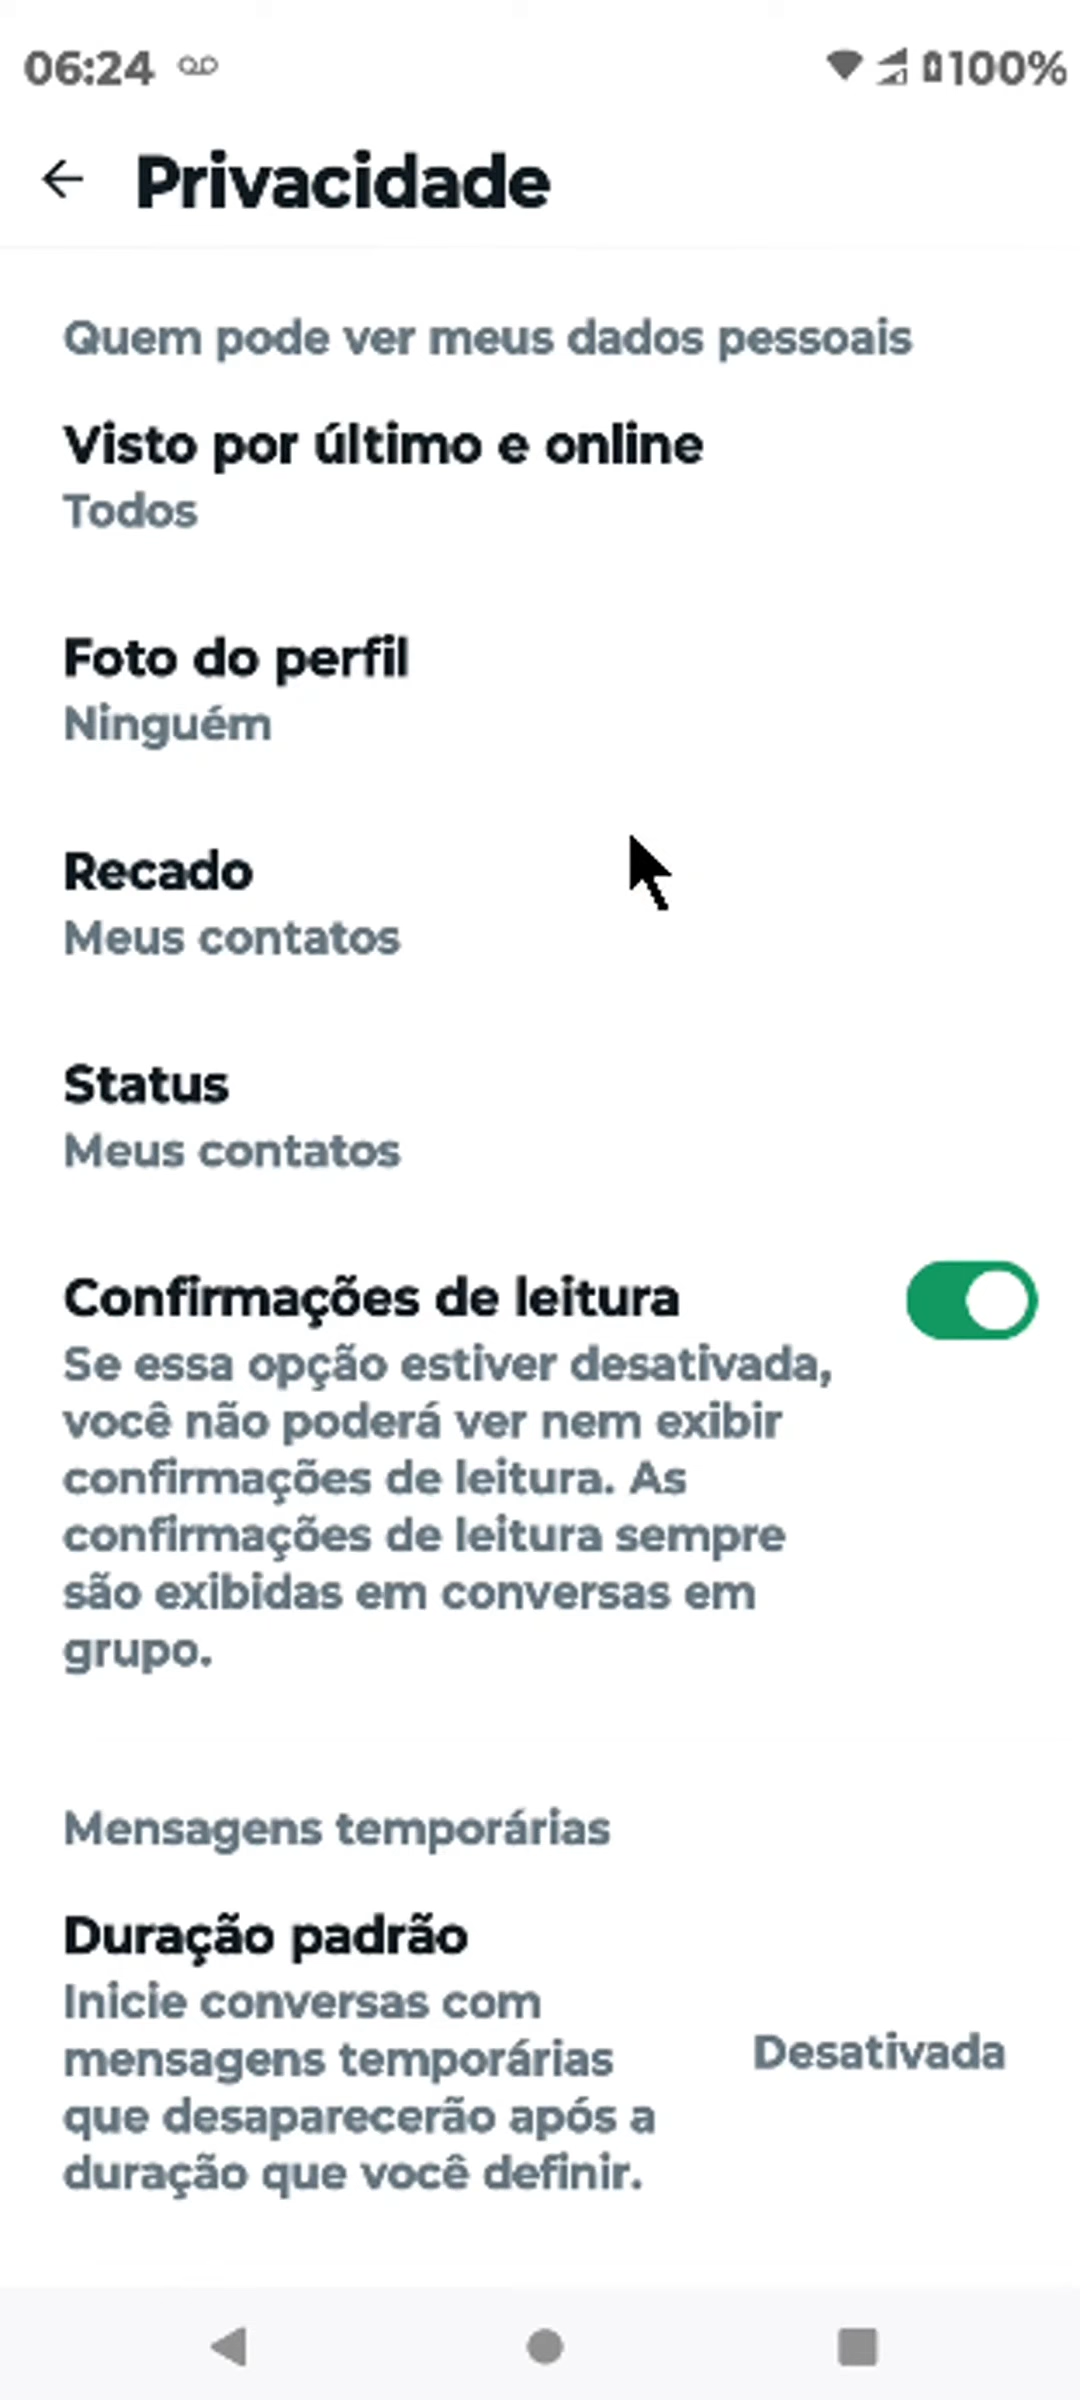 06:24
100%
Privacidade
Quem pode ver meus dados pessoais
Visto por último e online
Todos
Foto do perfil
Ninguém
Recado
Meus contatos
Status
Meus contatos
Confirmações de leitura
Se essa opção estiver desativada,
você não poderá ver nem exibir
confirmações de leitura. As
confirmações de leitura sempre
são exibidas em conversas em
grupo.
Mensagens temporárias
Duração padrão
Inicie conversas com
mensagens temporárias
que desaparecerão após a
duração que você definir.
Desativada